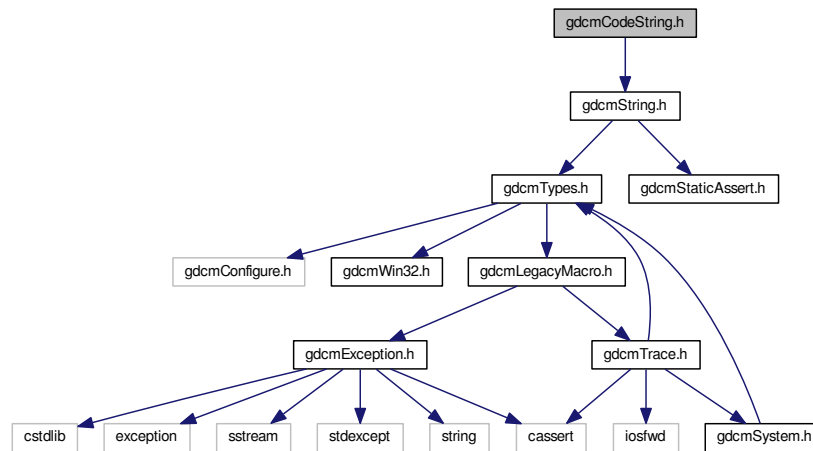 gdcmCodeString.h
gdcmString.h
gdcmTypes.h
gdcmStaticAssert.h
gdcmConfigure.h
gdcmWin32.h
gdcmLegacyMacro.h
gdcmException.h
gdcmTrace.h
cstdlib
exception
sstream
stdexcept
string
cassert
iosfwd
gdcmSystem.h